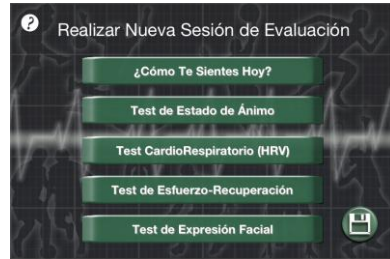 ?
Realizar Nueva Sesión de Evaluación
¿Cómo Te Sientes Hoy?
Test de Estado de Ánimo
Test CardioRespiratorio (HRV)
Test de Esfuerzo-Recuperación
Test de Expresión Facial